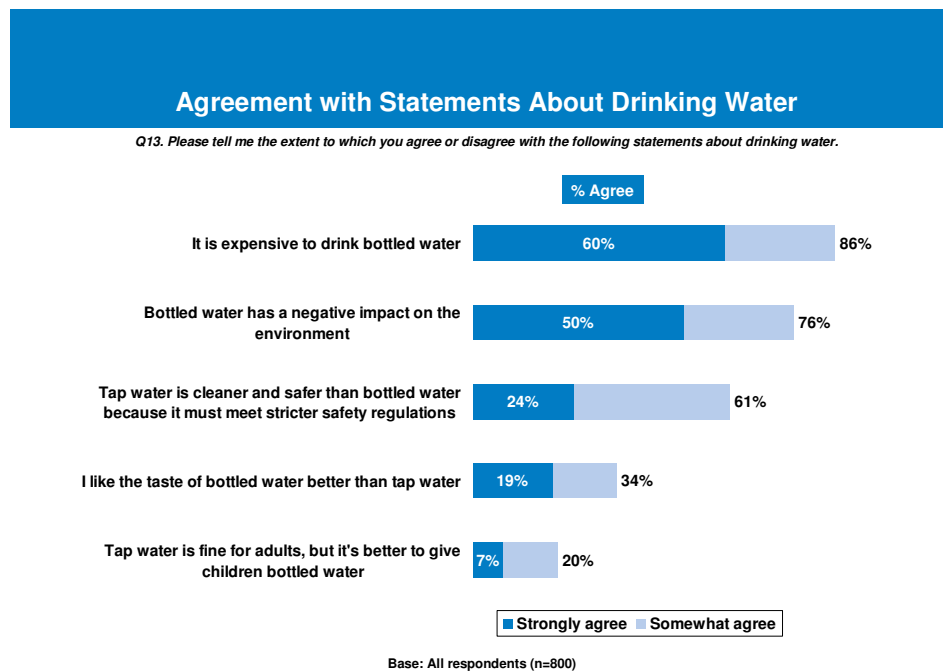 Agreement with Statements About Drinking Water
Q13. Please tell me the extent to which you agree or disagree with the following statements about drinking water.
% Agree
It is expensive to drink bottled water
60%
86%
Bottled water has a negative impact on the
environment
50%
76%
Tap water is cleaner and safer than bottled water
because it must meet stricter safety regulations
24%
61%
I like the taste of bottled water better than tap water
19%
34%
Tap water is fine for adults, but it's better to give
children bottled water
7%
20%
Strongly agree
Somewhat agree
Base: All respondents (n=800)